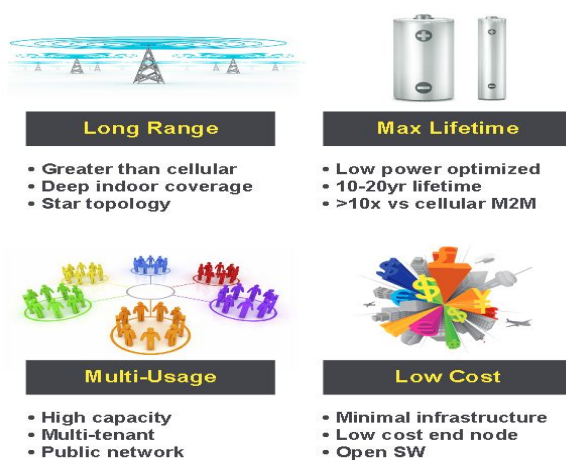 Long Range
• Greater than cellular
• Deep indoor coverage
• Star topology
Max Lifetime
• Low power optimized
• 10-20yr lifetime
• >10x vs cellular M2M
Multi-Usage
• High capacity
• Multi-tenant
• Public network
Low Cost
• Minimal infrastructure
• Low cost end node
• Open SW